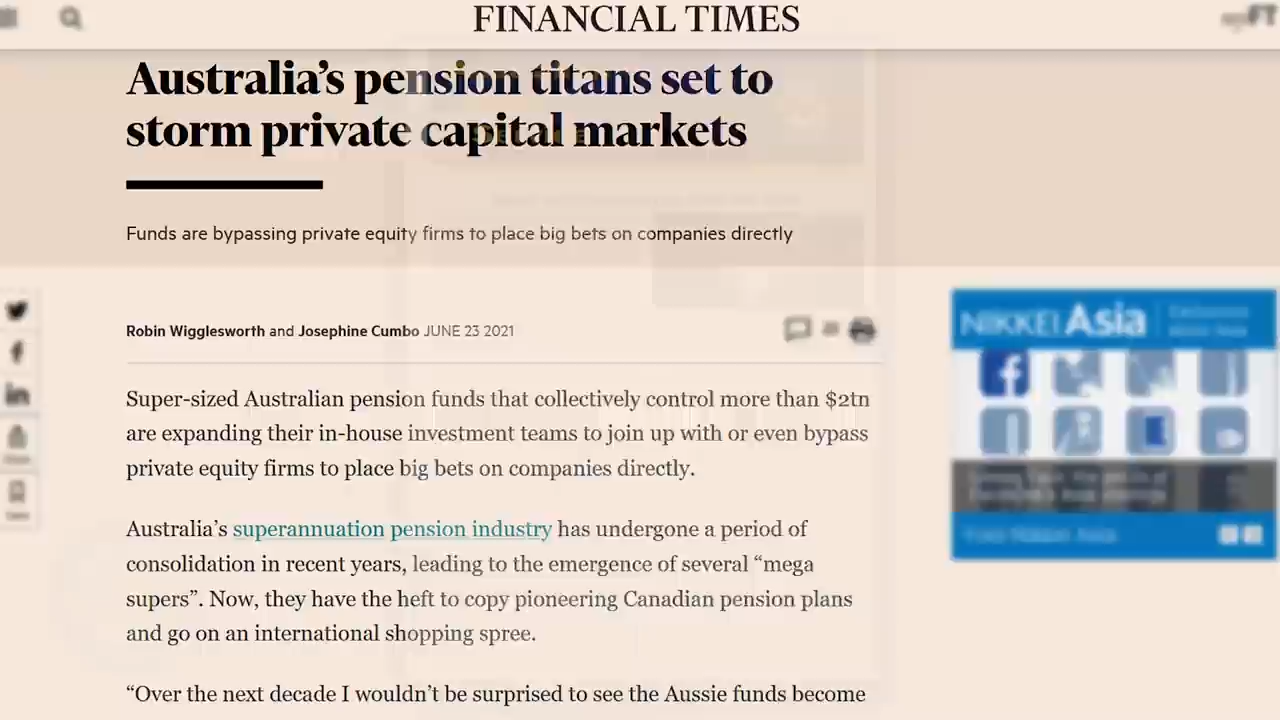 FINANCIAL TIMES
FT
Australia’s pension titans set to
storm private capital markets
Funds are bypassing private equity firms to place big bets on companies directly
Robin Wigglesworth and Josephine Cumbo JUNE 23 2021
NIKKEI Asia
Super-sized Australian pension funds that collectively control more than $2tn
are expanding their in-house investment teams to join up with or even bypass
private equity firms to place big bets on companies directly.
Australia’s superannuation pension industry has undergone a period of
consolidation in recent years, leading to the emergence of several “mega
supers”. Now, they have the heft to copy pioneering Canadian pension plans
and go on an international shopping spree.
“Over the next decade I wouldn’t be surprised to see the Aussie funds become